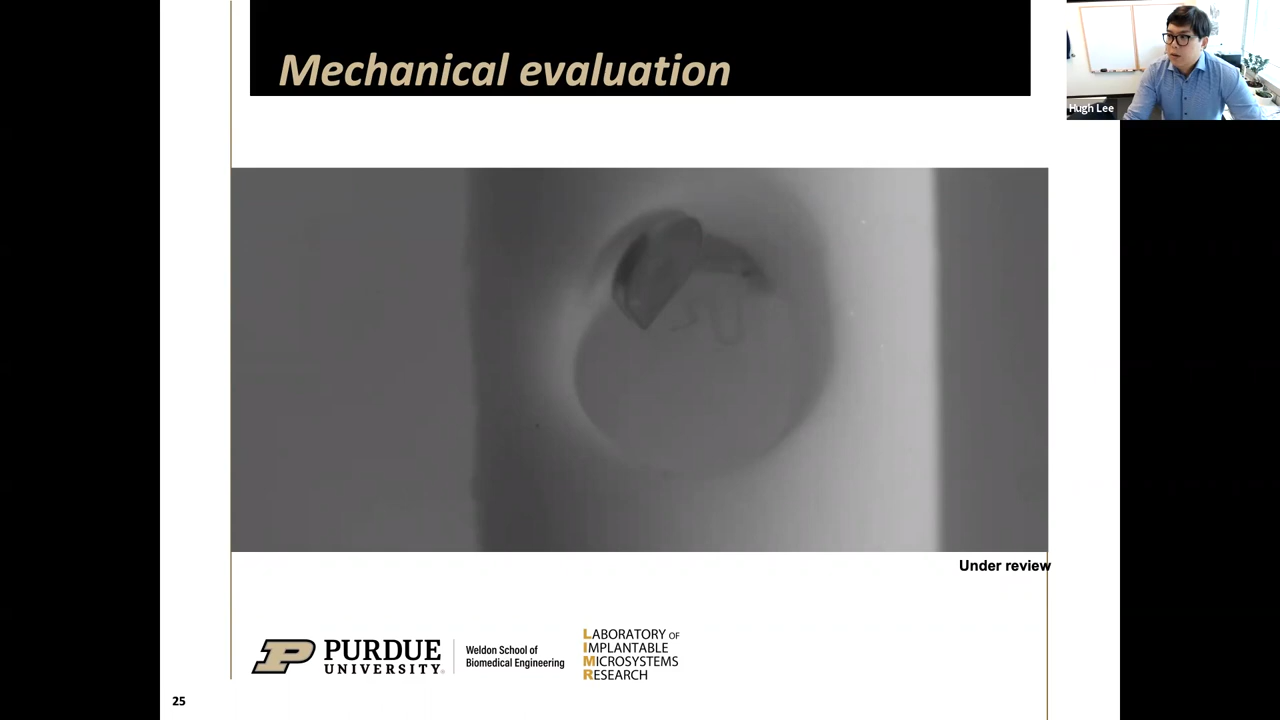 Mechanical evaluation
Hugh Lee
Under review
PURDUE
UNIVERSITY®
Weldon School of
Biomedical Engineering
LABORATORY OF
IMPLANTABLE
MICROSYSTEMS
RESEARCH
25